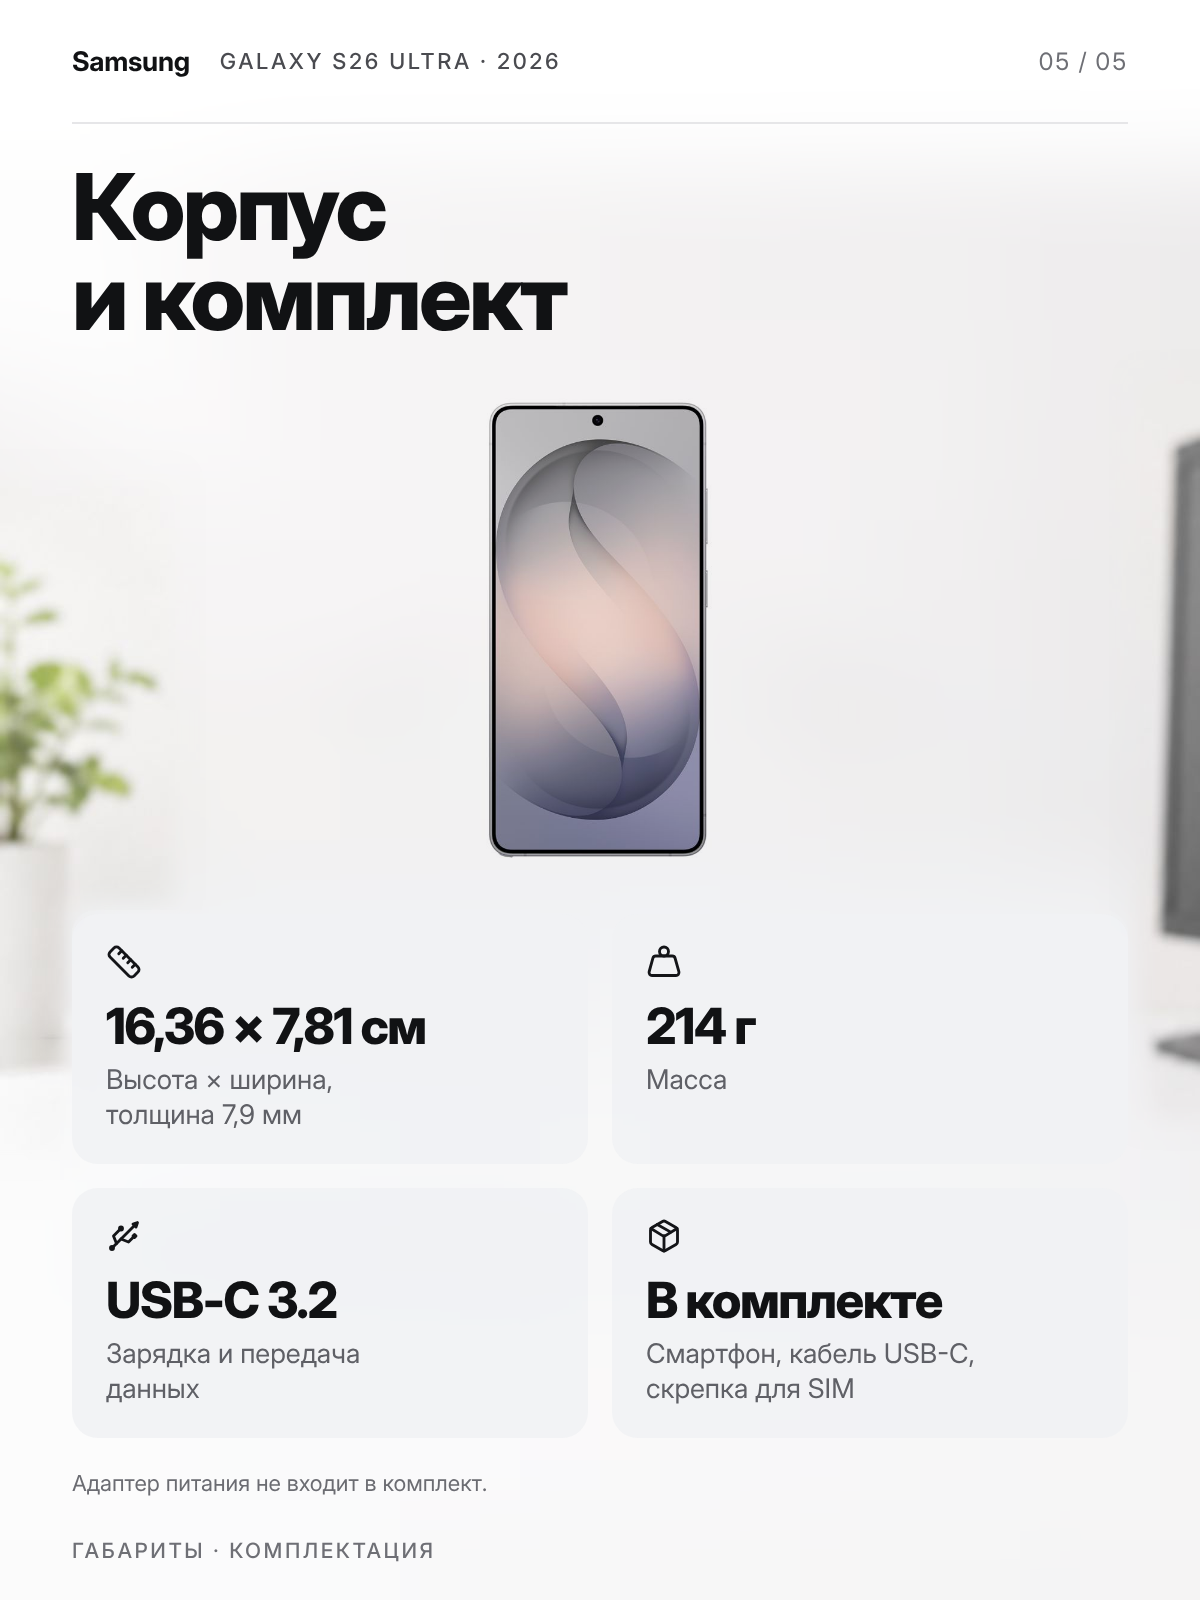 Samsung GALAXY S26 ULTRA · 2026 05 / 05
Корпус
и комплект
16,36 × 7,81 см
Высота × ширина,
толщина 7,9 мм
214 г
Масса
USB-C 3.2
Зарядка и передача
данных
В комплекте
Смартфон, кабель USB-C,
скрепка для SIM
Адаптер питания не входит в комплект.
ГАБАРИТЫ · КОМПЛЕКТАЦИЯ